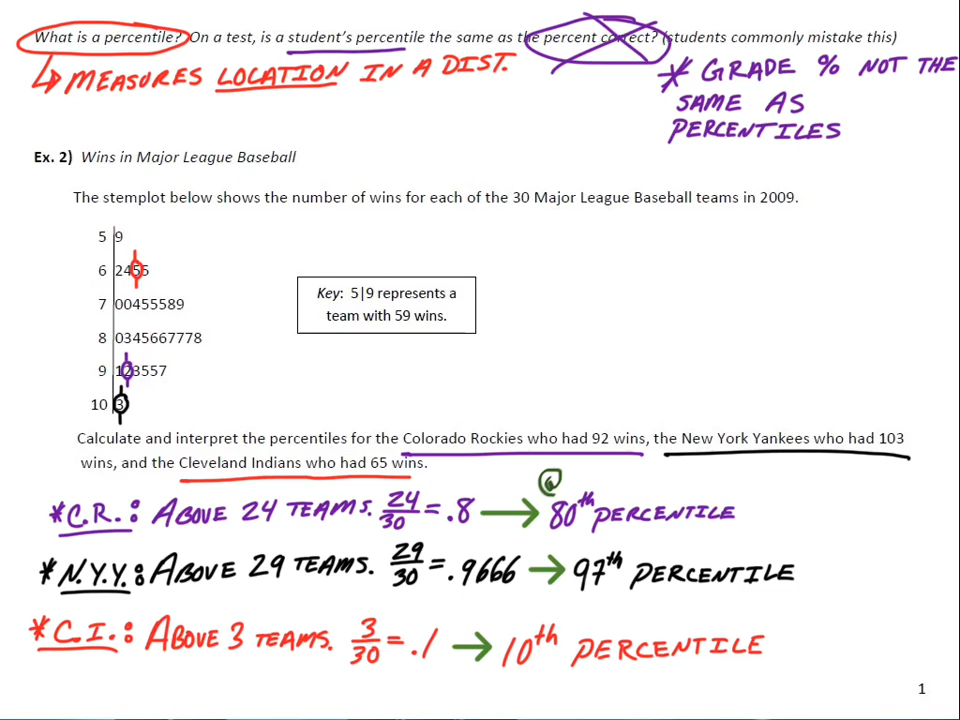 What is a percentile? On a test, is a student's percentile the same as the percent correct? (students commonly mistake this)
↳ MEASURES LOCATION IN A DIST.
* GRADE % NOT THE
SAME AS
PERCENTILES
Ex. 2) Wins in Major League Baseball
The stemplot below shows the number of wins for each of the 30 Major League Baseball teams in 2009.
5 | 9
6 | 2455
7 | 00455589
8 | 0345667778
9 | 123557
10 | 3
Key: 5|9 represents a
team with 59 wins.
Calculate and interpret the percentiles for the Colorado Rockies who had 92 wins, the New York Yankees who had 103
wins, and the Cleveland Indians who had 65 wins.
*C.R.: ABOVE 24 TEAMS. 24/30 = .8 → @ 80th PERCENTILE
*N.Y.Y.: ABOVE 29 TEAMS. 29/30 = .9666 → 97th PERCENTILE
*C.I.: ABOVE 3 TEAMS. 3/30 = .1 → 10th PERCENTILE
1